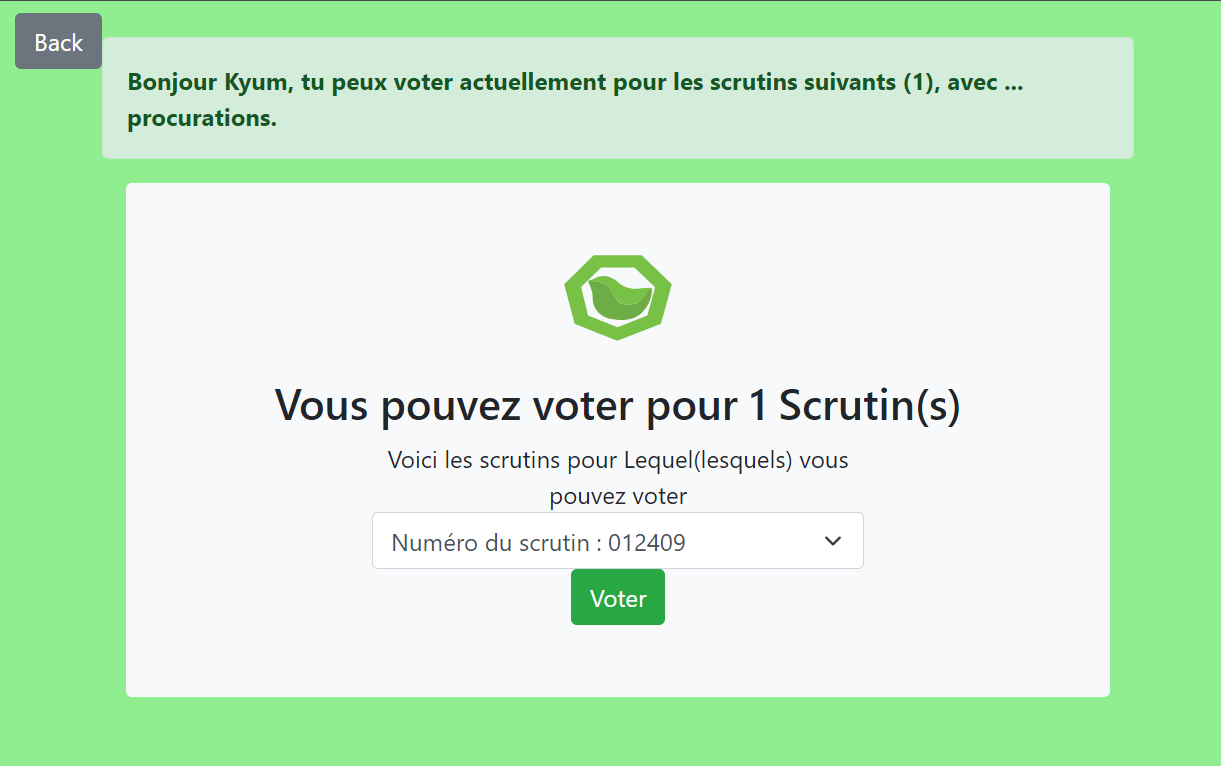 Back
Bonjour Kyum, tu peux voter actuellement pour les scrutins suivants (1), avec ...
procurations.
Vous pouvez voter pour 1 Scrutin(s)
Voici les scrutins pour Lequel(lesquels) vous
pouvez voter
Numéro du scrutin : 012409
Voter